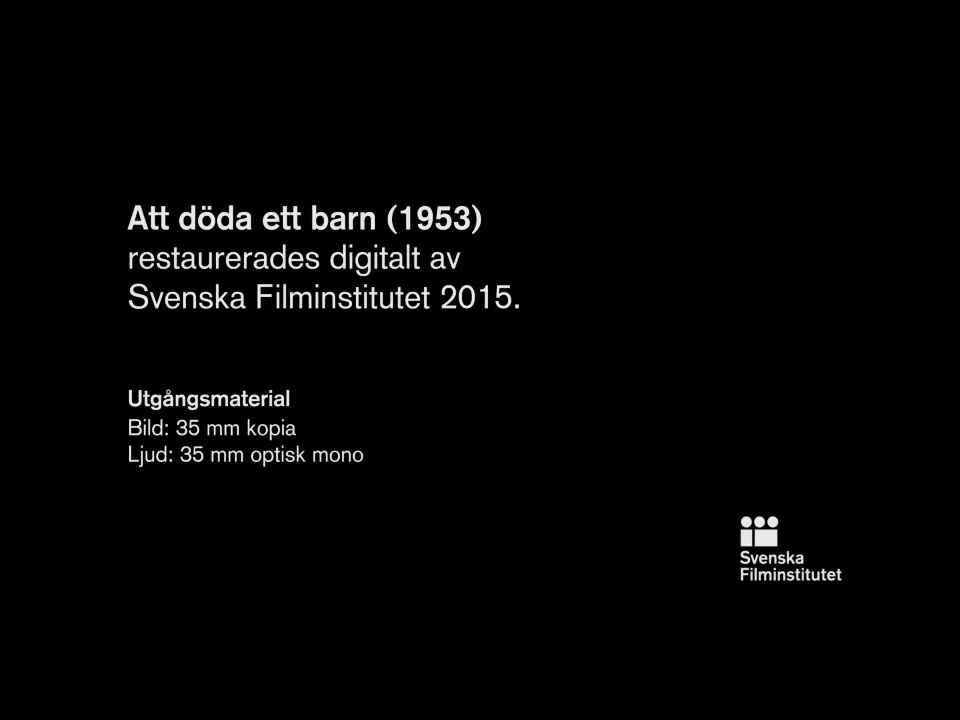 Att döda ett barn (1953)
restaurerades digitalt av
Svenska Filminstitutet 2015.
Utgångsmaterial
Bild: 35 mm kopia
Ljud: 35 mm optisk mono
Svenska
Filminstitutet